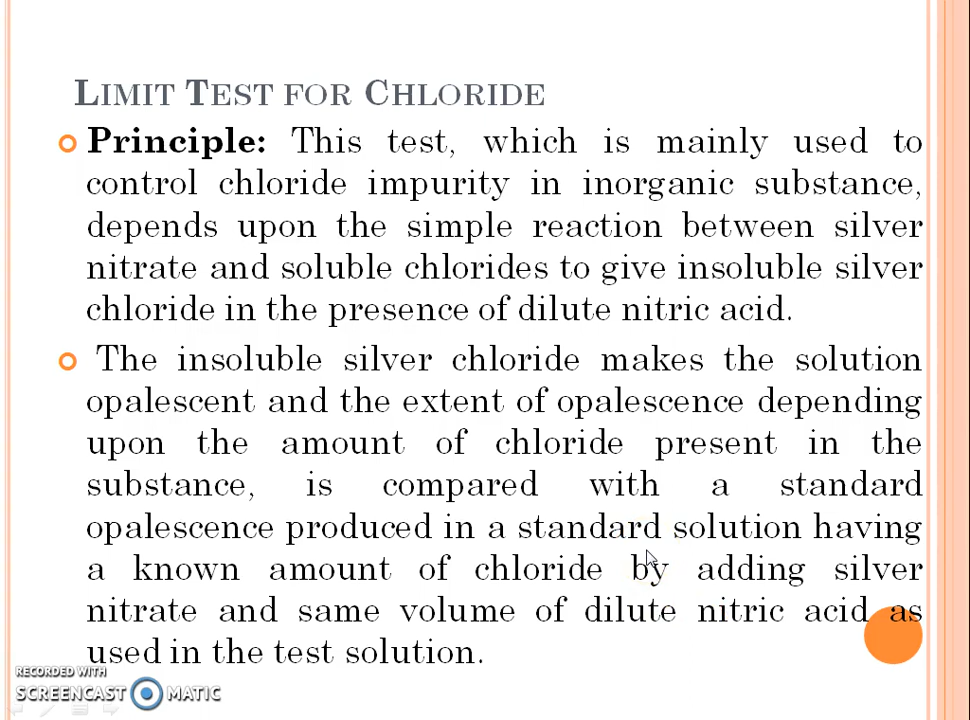 LIMIT TEST FOR CHLORIDE
Principle: This test, which is mainly used to
control chloride impurity in inorganic substance,
depends upon the simple reaction between silver
nitrate and soluble chlorides to give insoluble silver
chloride in the presence of dilute nitric acid.
The insoluble silver chloride makes the solution
opalescent and the extent of opalescence depending
upon the amount of chloride present in the
substance, is compared with a standard
opalescence produced in a standard solution having
a known amount of chloride by adding silver
nitrate and same volume of dilute nitric acid as
used in the test solution.
RECORDED WITH
SCREENCAST MATIC